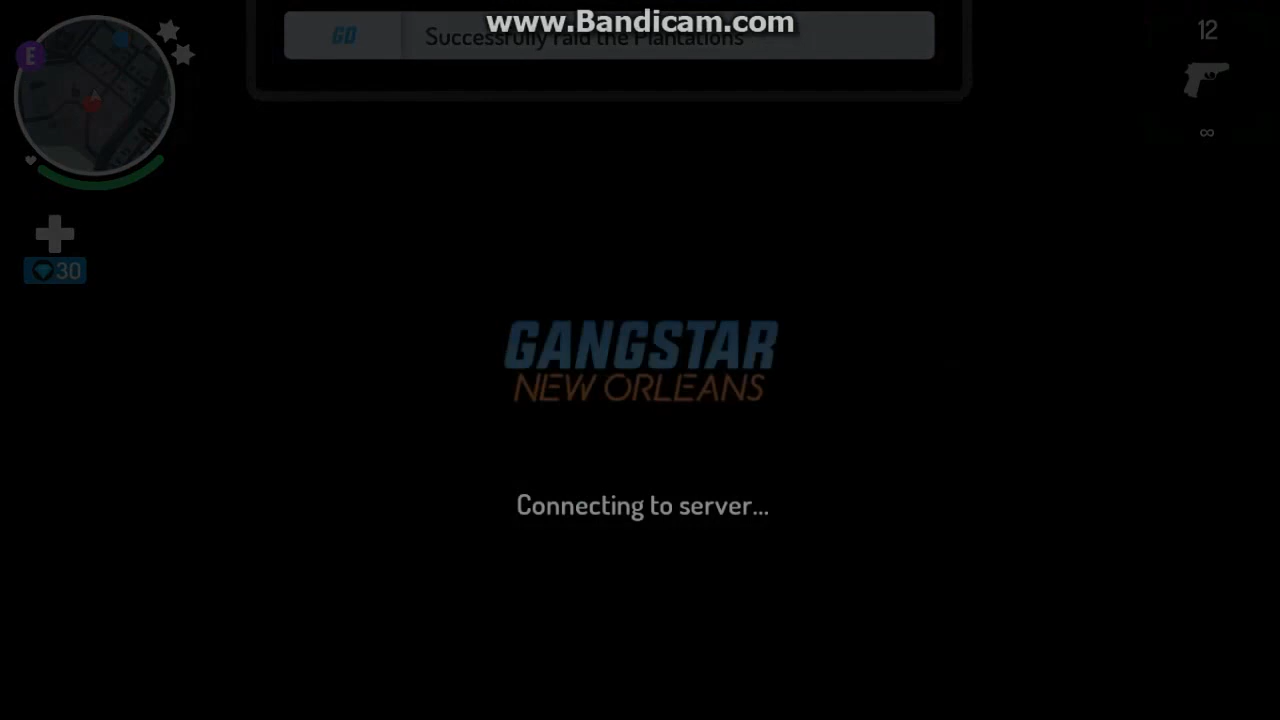 www.Bandicam.com
GO
Successfully raid the Plantations
12
E
∞
30
GANGSTAR
NEW ORLEANS
Connecting to server...